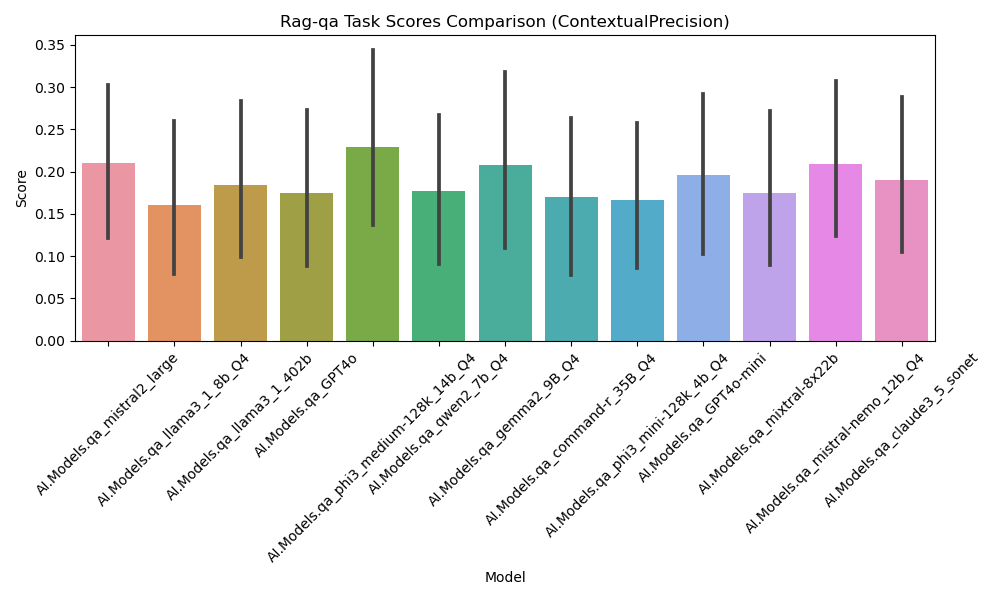 Rag-qa Task Scores Comparison (ContextualPrecision)
0.35
0.30
0.25
0.20
0.15
0.10
0.05
0.00
Score
AI.Models.qa_mistral2_large
AI.Models.qa_llama3_1_8b_Q4
AI.Models.qa_llama3_1_402b
AI.Models.qa_GPT4o
AI.Models.qa_phi3_medium-128k_14b_Q4
AI.Models.qa_qwen2_7b_Q4
AI.Models.qa_gemma2_9B_Q4
AI.Models.qa_command-r_35B_Q4
AI.Models.qa_phi3_mini-128k_4b_Q4
AI.Models.qa_GPT4o-mini
AI.Models.qa_mixtral-8x22b
AI.Models.qa_mistral-nemo_12b_Q4
AI.Models.qa_claude3_5_sonet
Model